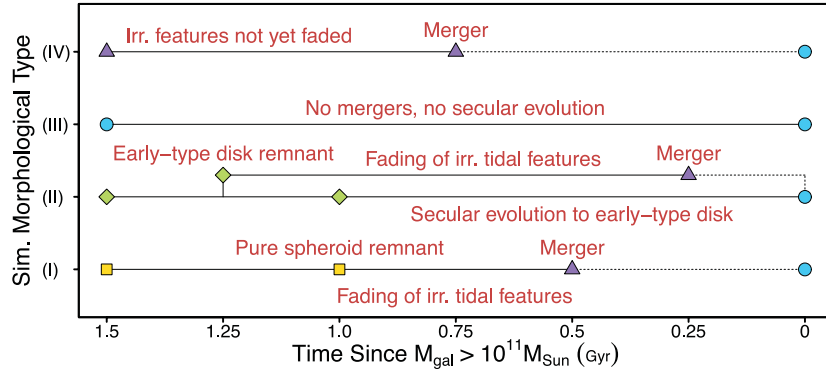 Sim. Morphological Type
(IV)
Irr. features not yet faded
Merger
(III)
No mergers, no secular evolution
Early−type disk remnant
Fading of irr. tidal features
Merger
(II)
Secular evolution to early−type disk
Pure spheroid remnant
Merger
(I)
Fading of irr. tidal features
1.5 1.25 1.0 0.75 0.5 0.25 0
Time Since M_gal > 10^11 M_Sun (Gyr)